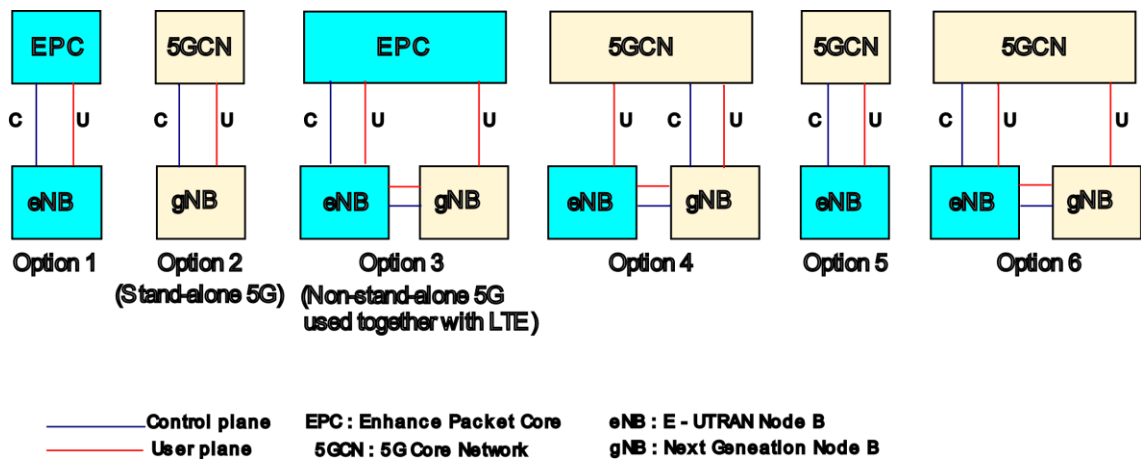 EPC 5GCN EPC 5GCN 5GCN 5GCN
C U C U C U U C U C U C U U
eNB gNB eNB gNB eNB gNB eNB eNB gNB
Option 1 Option 2 Option 3 Option 4 Option 5 Option 6
(Stand-alone 5G) (Non-stand-alone 5G
used together with LTE)
Control plane EPC : Enhance Packet Core eNB : E - UTRAN Node B
User plane 5GCN : 5G Core Network gNB : Next Geneation Node B